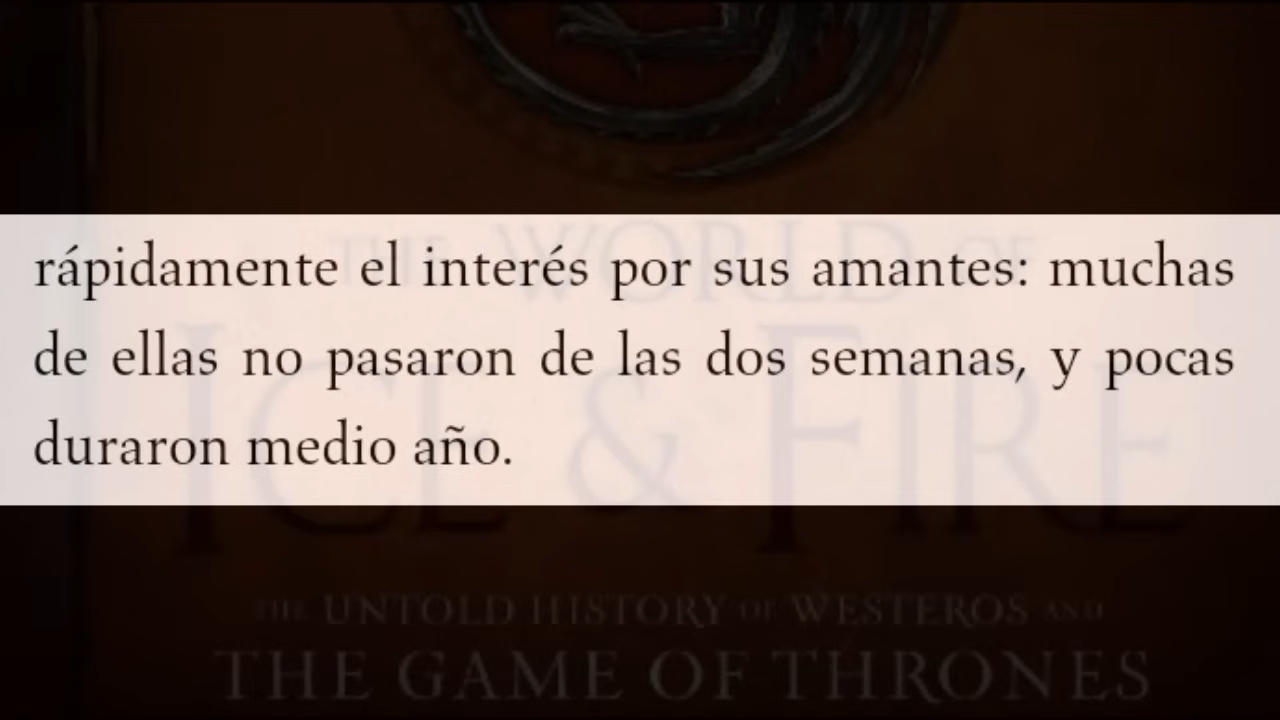 rápidamente el interés por sus amantes: muchas
de ellas no pasaron de las dos semanas, y pocas
duraron medio año.
THE WORLD OF
ICE & FIRE
THE UNTOLD HISTORY OF WESTEROS AND
THE GAME OF THRONES